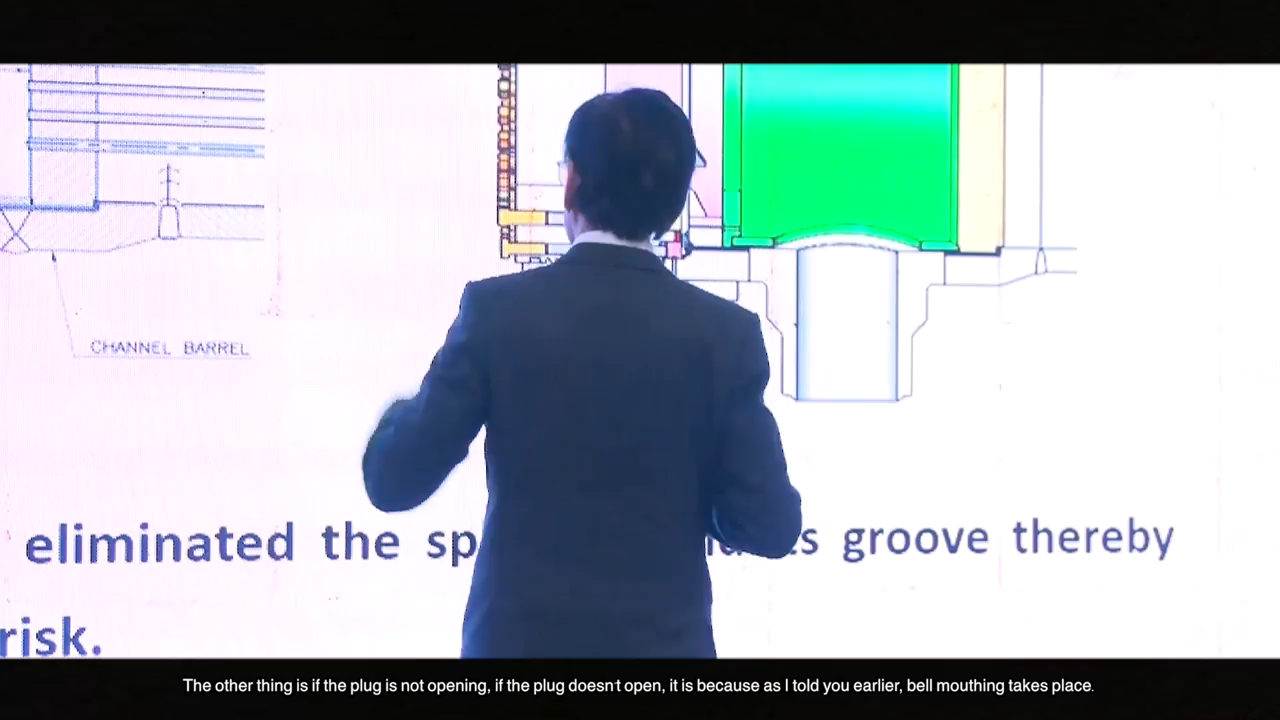 CHANNEL BARREL
eliminated the groove thereby
risk.
The other thing is if the plug is not opening, if the plug doesn't open, it is because as I told you earlier, bell mouthing takes place.